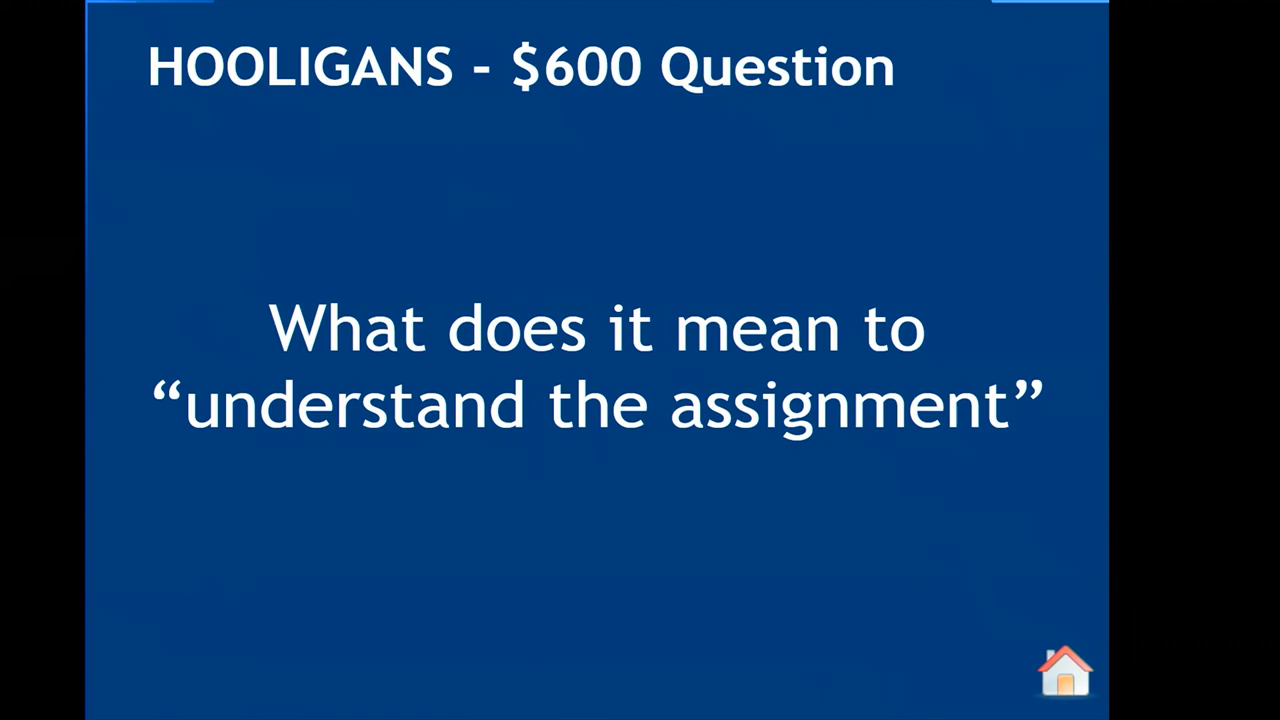 HOOLIGANS - $600 Question
What does it mean to
“understand the assignment”